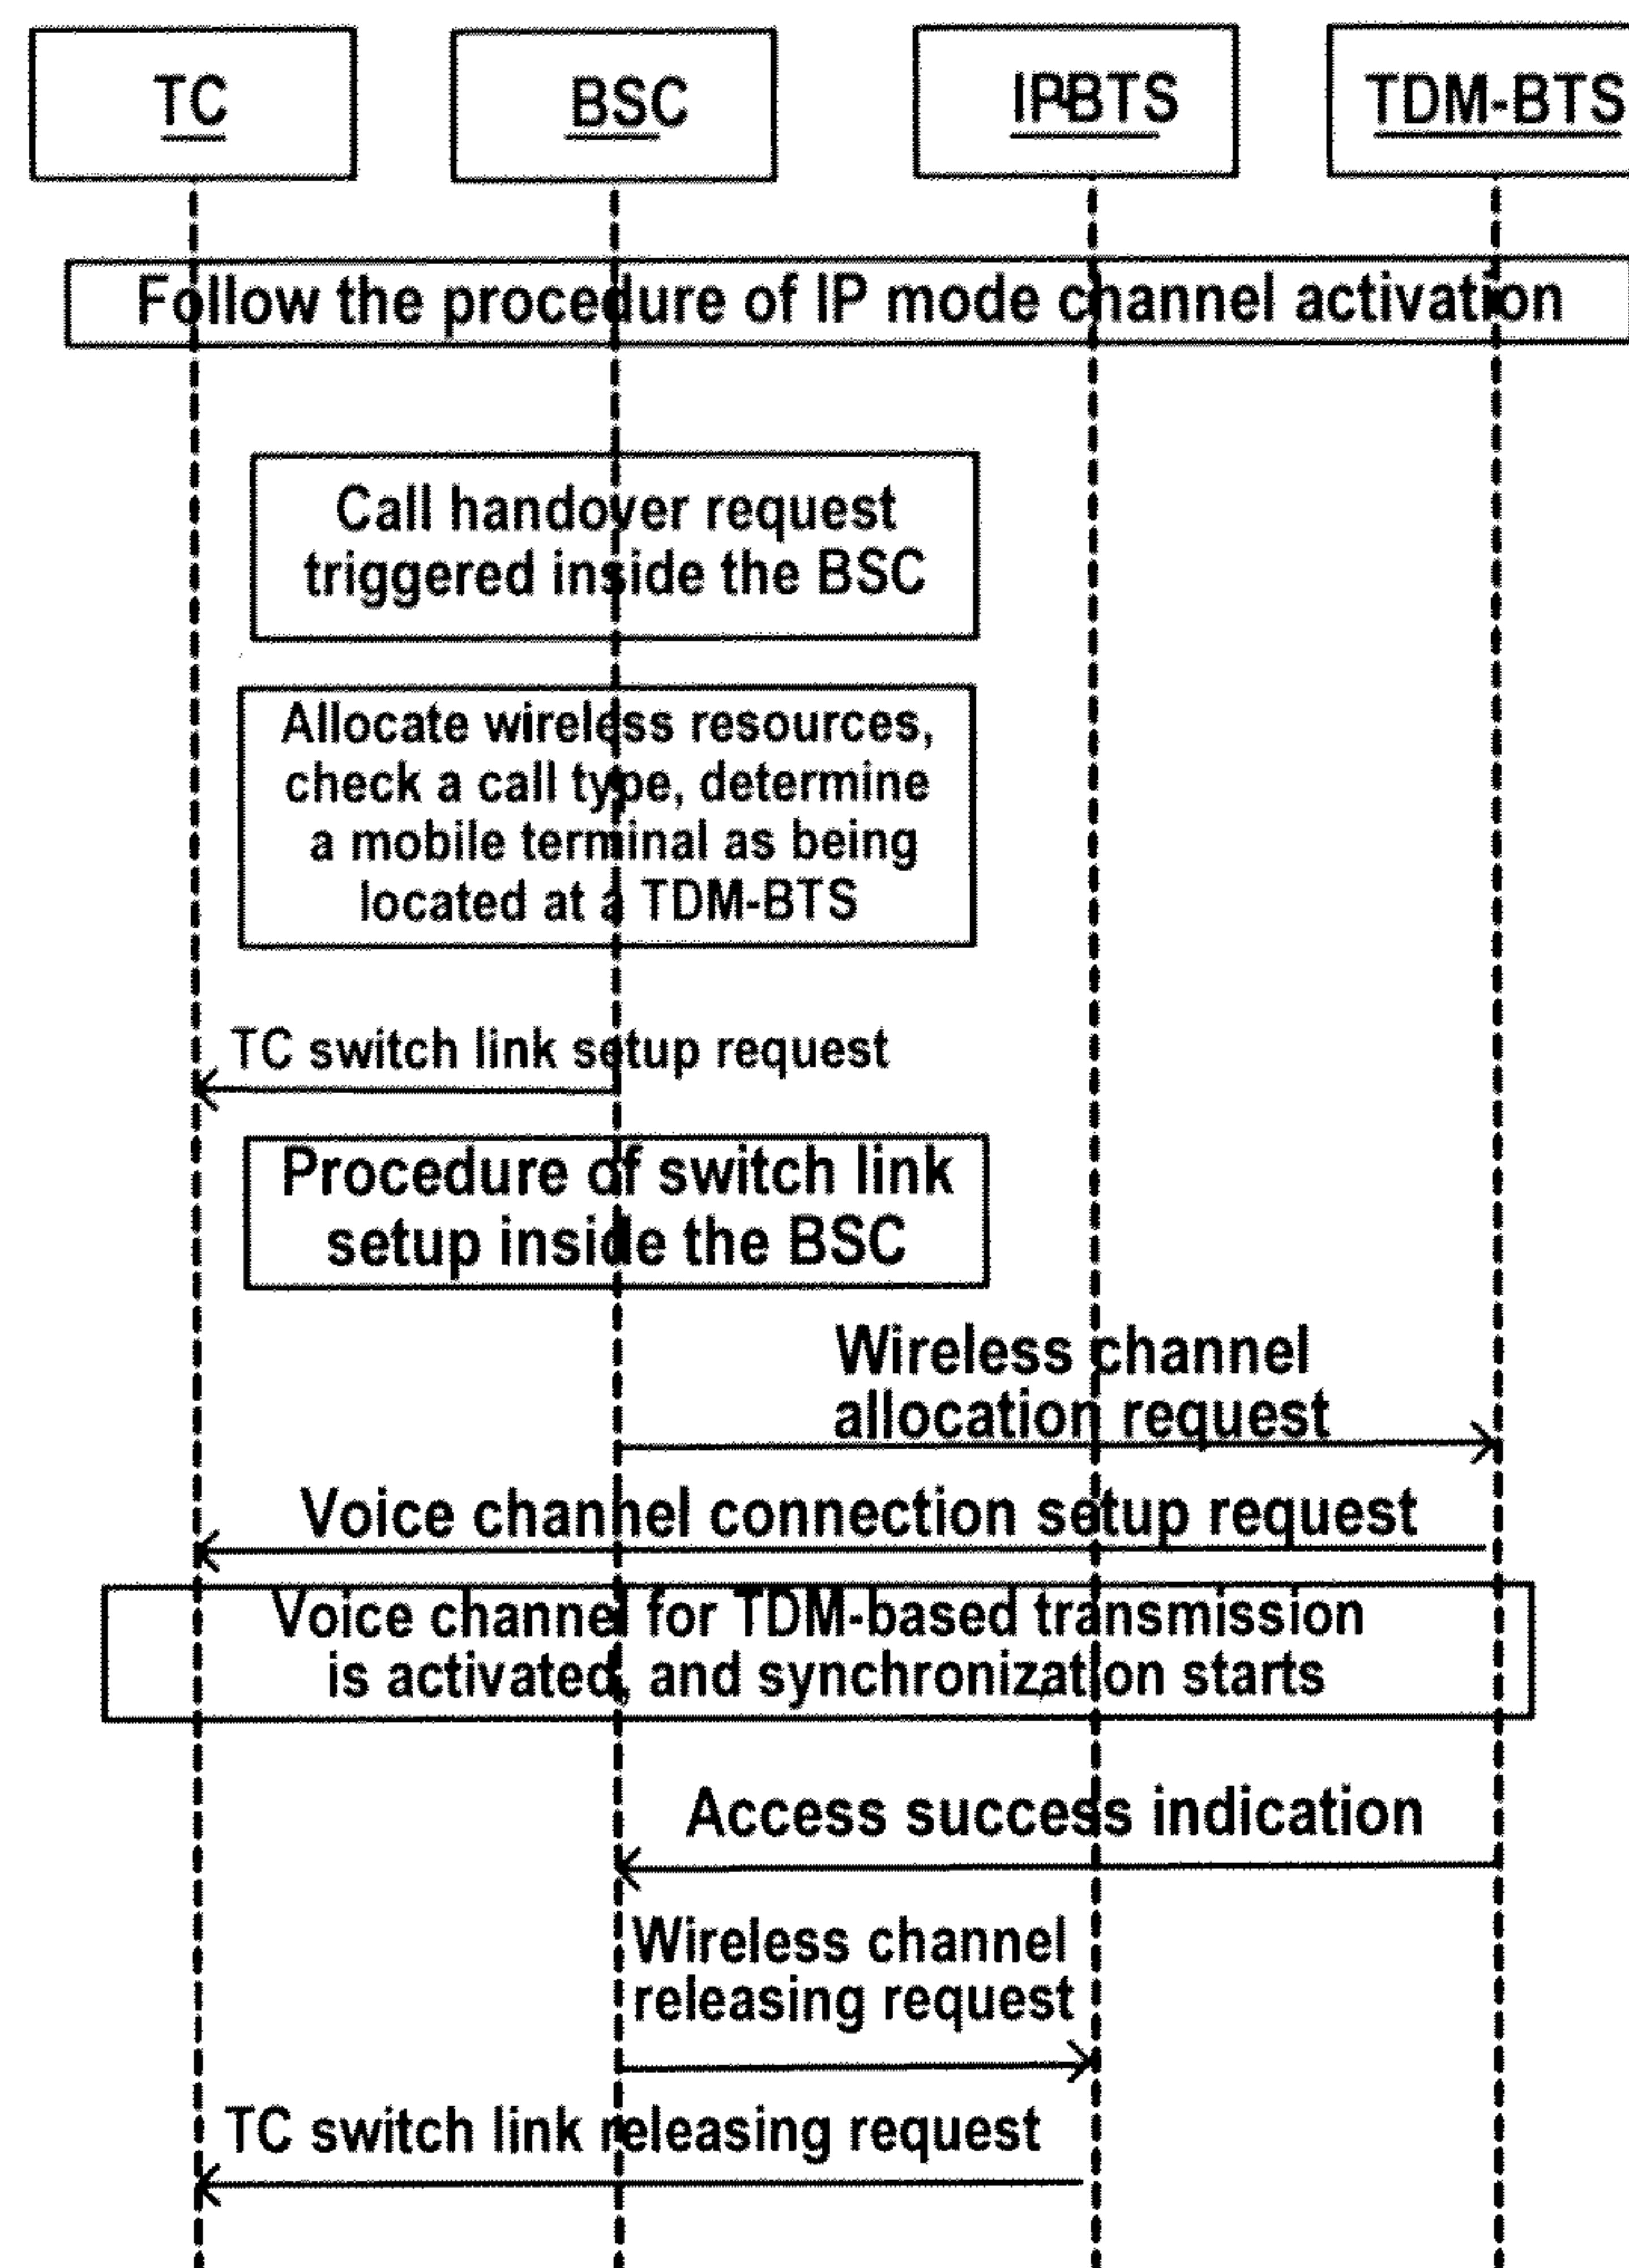 TC
BSC
IP-BTS
TDM-BTS
Follow the procedure of IP mode channel activation
Call handover request
triggered inside the BSC
Allocate wireless resources,
check a call type, determine
a mobile terminal as being
located at a TDM-BTS
TC switch link setup request
Procedure of switch link
setup inside the BSC
Wireless channel
allocation request
Voice channel connection setup request
Voice channel for TDM-based transmission
is activated, and synchronization starts
Access success indication
Wireless channel
releasing request
TC switch link releasing request